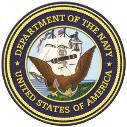 DEPARTMENT OF THE NAVY
UNITED STATES OF AMERICA